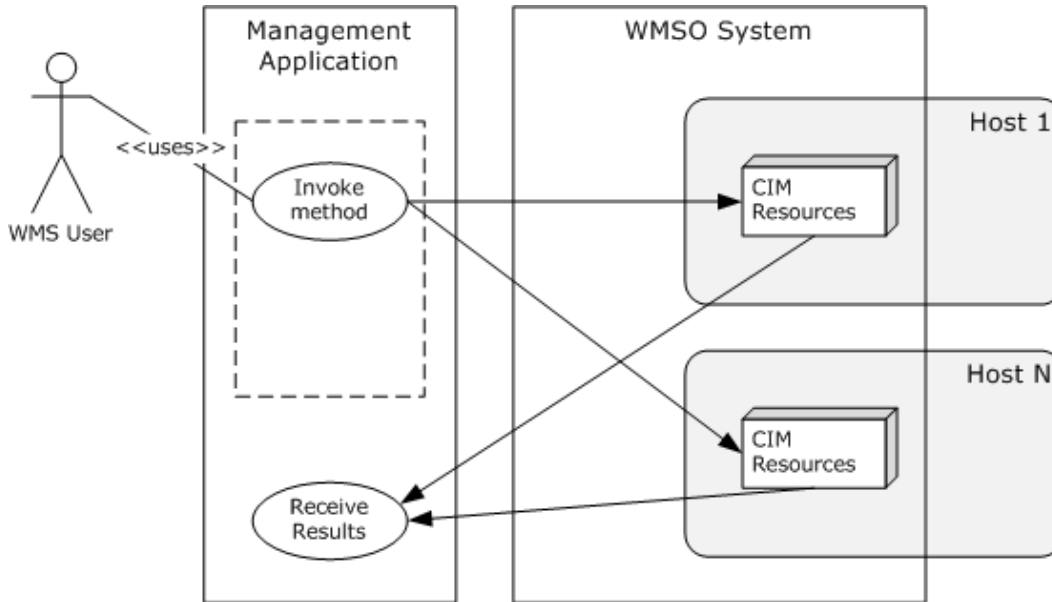 Management
Application
WMSO System
Host 1
<<uses>>
Invoke
method
CIM
Resources
WMS User
Host N
CIM
Resources
Receive
Results